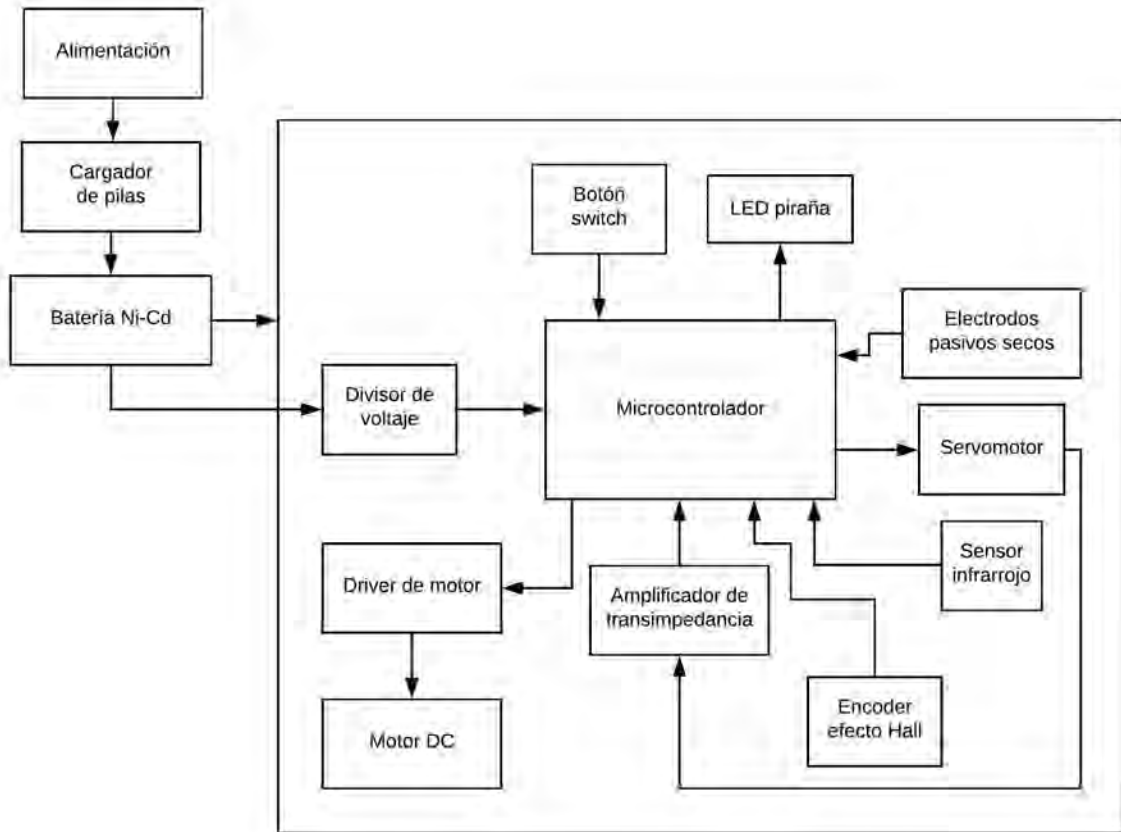 Alimentación
Cargador
de pilas
Batería Ni-Cd
Botón
switch
LED piraña
Electrodos
pasivos secos
Divisor de
voltaje
Microcontrolador
Servomotor
Driver de motor
Amplificador de
transimpedancia
Sensor
infrarrojo
Motor DC
Encoder
efecto Hall